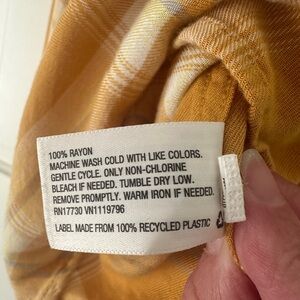 100% RAYON
MACHINE WASH COLD WITH LIKE COLORS.
GENTLE CYCLE. ONLY NON-CHLORINE
BLEACH IF NEEDED. TUMBLE DRY LOW.
REMOVE PROMPTLY. WARM IRON IF NEEDED.
RN17730 VN1119796
LABEL MADE FROM 100% RECYCLED PLASTIC